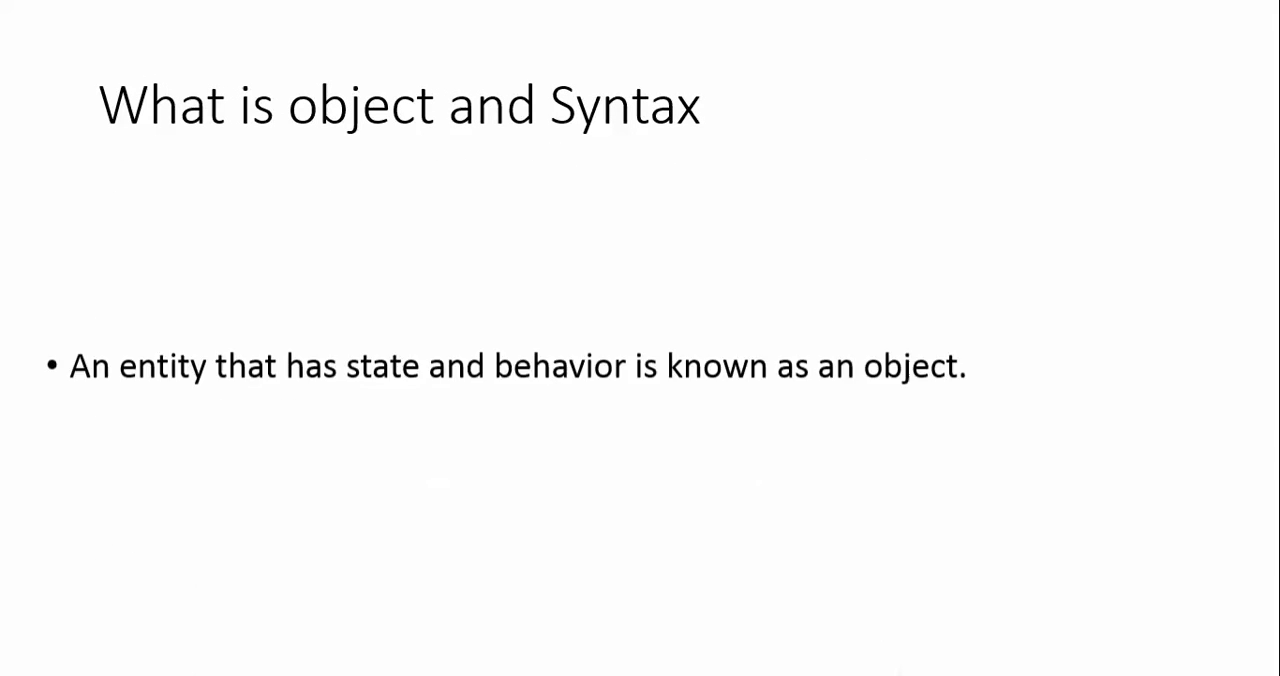 What is object and Syntax
• An entity that has state and behavior is known as an object.